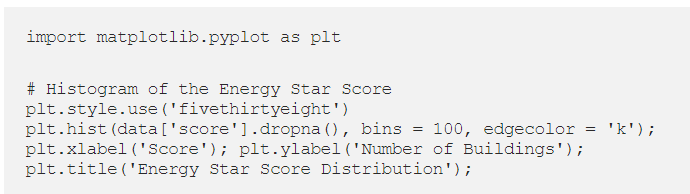 import matplotlib.pyplot as plt
# Histogram of the Energy Star Score
plt.style.use('fivethirtyeight')
plt.hist(data['score'].dropna(), bins = 100, edgecolor = 'k');
plt.xlabel('Score'); plt.ylabel('Number of Buildings');
plt.title('Energy Star Score Distribution');